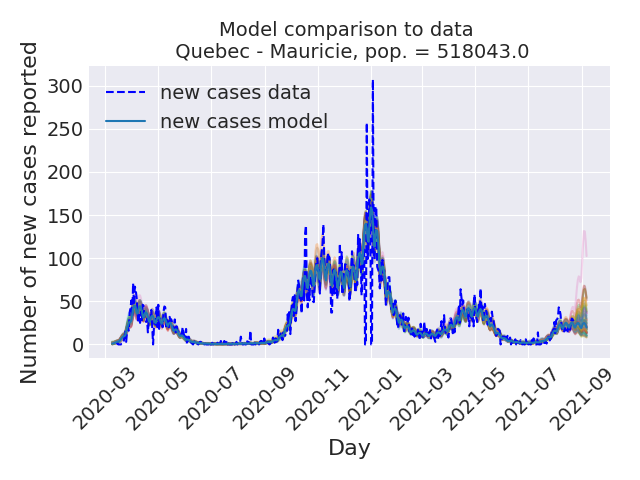 Model comparison to data
Quebec - Mauricie, pop. = 518043.0
Number of new cases reported
300
250
200
150
100
50
0
new cases data
new cases model
2020-03
2020-05
2020-07
2020-09
2020-11
2021-01
2021-03
2021-05
2021-07
2021-09
Day